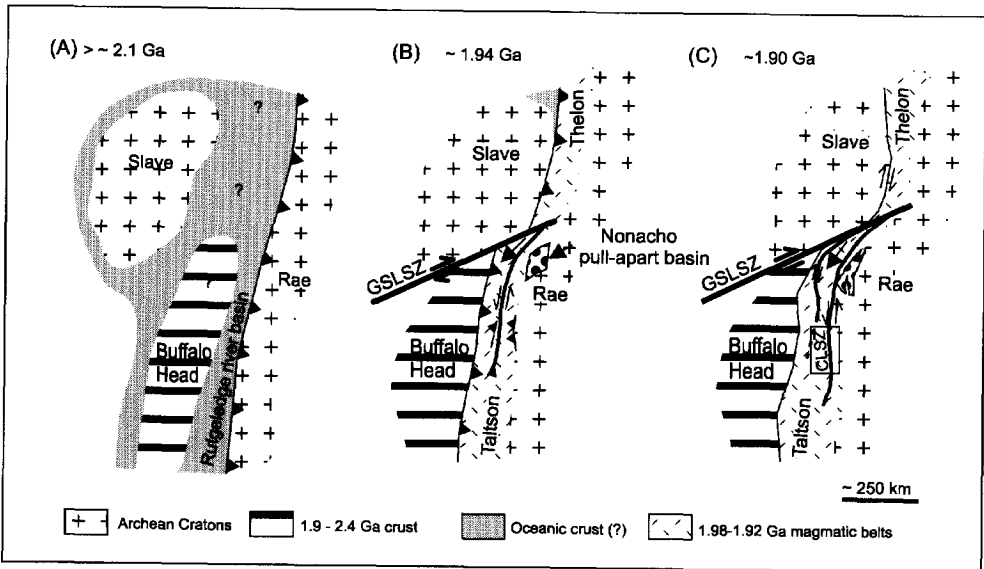 (A) > ~ 2.1 Ga
?
Slave
?
Rae
?
Buffalo
Head
Rutgeledge river basin
(B) ~ 1.94 Ga
Thelon
Slave
GSLSZ
Nonacho
pull-apart basin
Rae
Buffalo
Head
Taltson
(C) ~1.90 Ga
Thelon
Slave
GSLSZ
Rae
Buffalo
Head
CLSZ
Taltson
~ 250 km
Archean Cratons
1.9 - 2.4 Ga crust
Oceanic crust (?)
1.98-1.92 Ga magmatic belts